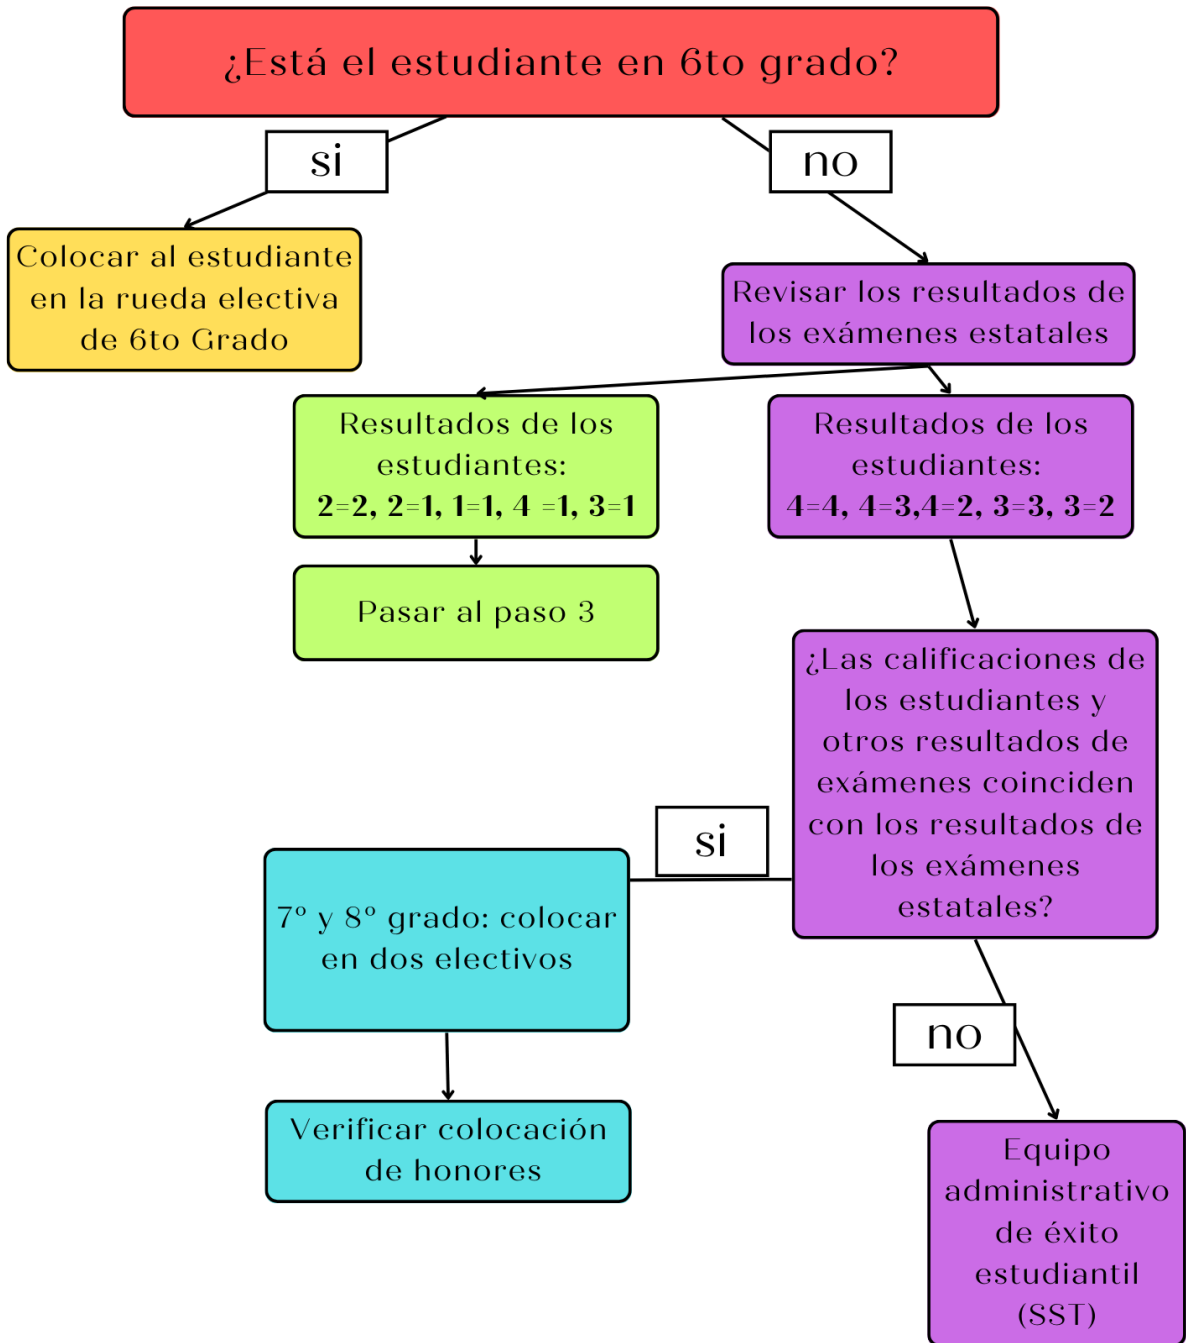 ¿Está el estudiante en 6to grado?
si
no
Colocar al estudiante
en la rueda electiva
de 6to Grado
Revisar los resultados de
los exámenes estatales
Resultados de los
estudiantes:
2=2, 2=1, 1=1, 4 =1, 3=1
Resultados de los
estudiantes:
4=4, 4=3,4=2, 3=3, 3=2
Pasar al paso 3
¿Las calificaciones de
los estudiantes y
otros resultados de
exámenes coinciden
con los resultados de
los exámenes
estatales?
si
7º y 8º grado: colocar
en dos electivos
no
Verificar colocación
de honores
Equipo
administrativo
de éxito
estudiantil
(SST)